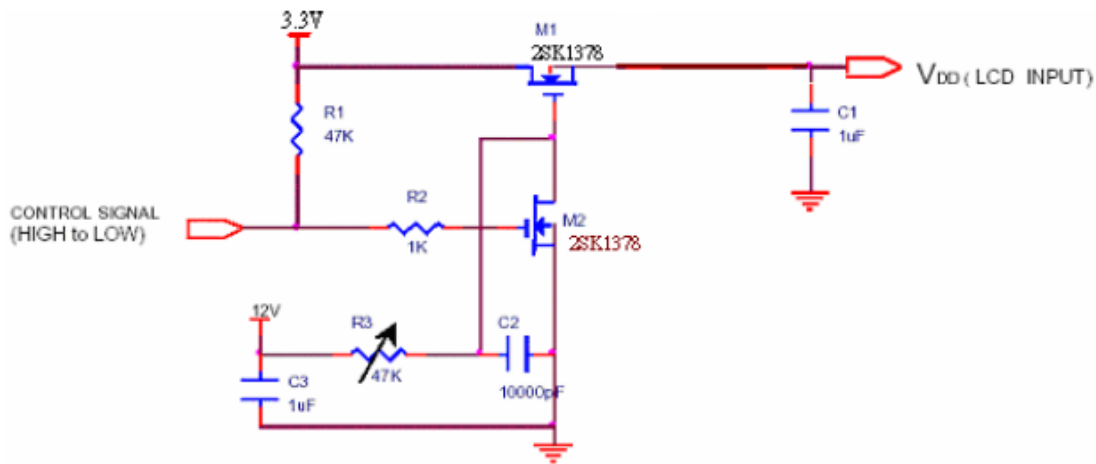 3.3V
M1
2SK1378
VDD ( LCD INPUT)
R1
47K
C1
1uF
R2
1K
CONTROL SIGNAL
(HIGH to LOW)
M2
2SK1378
12V
R3
47K
C2
10000pF
C3
1uF